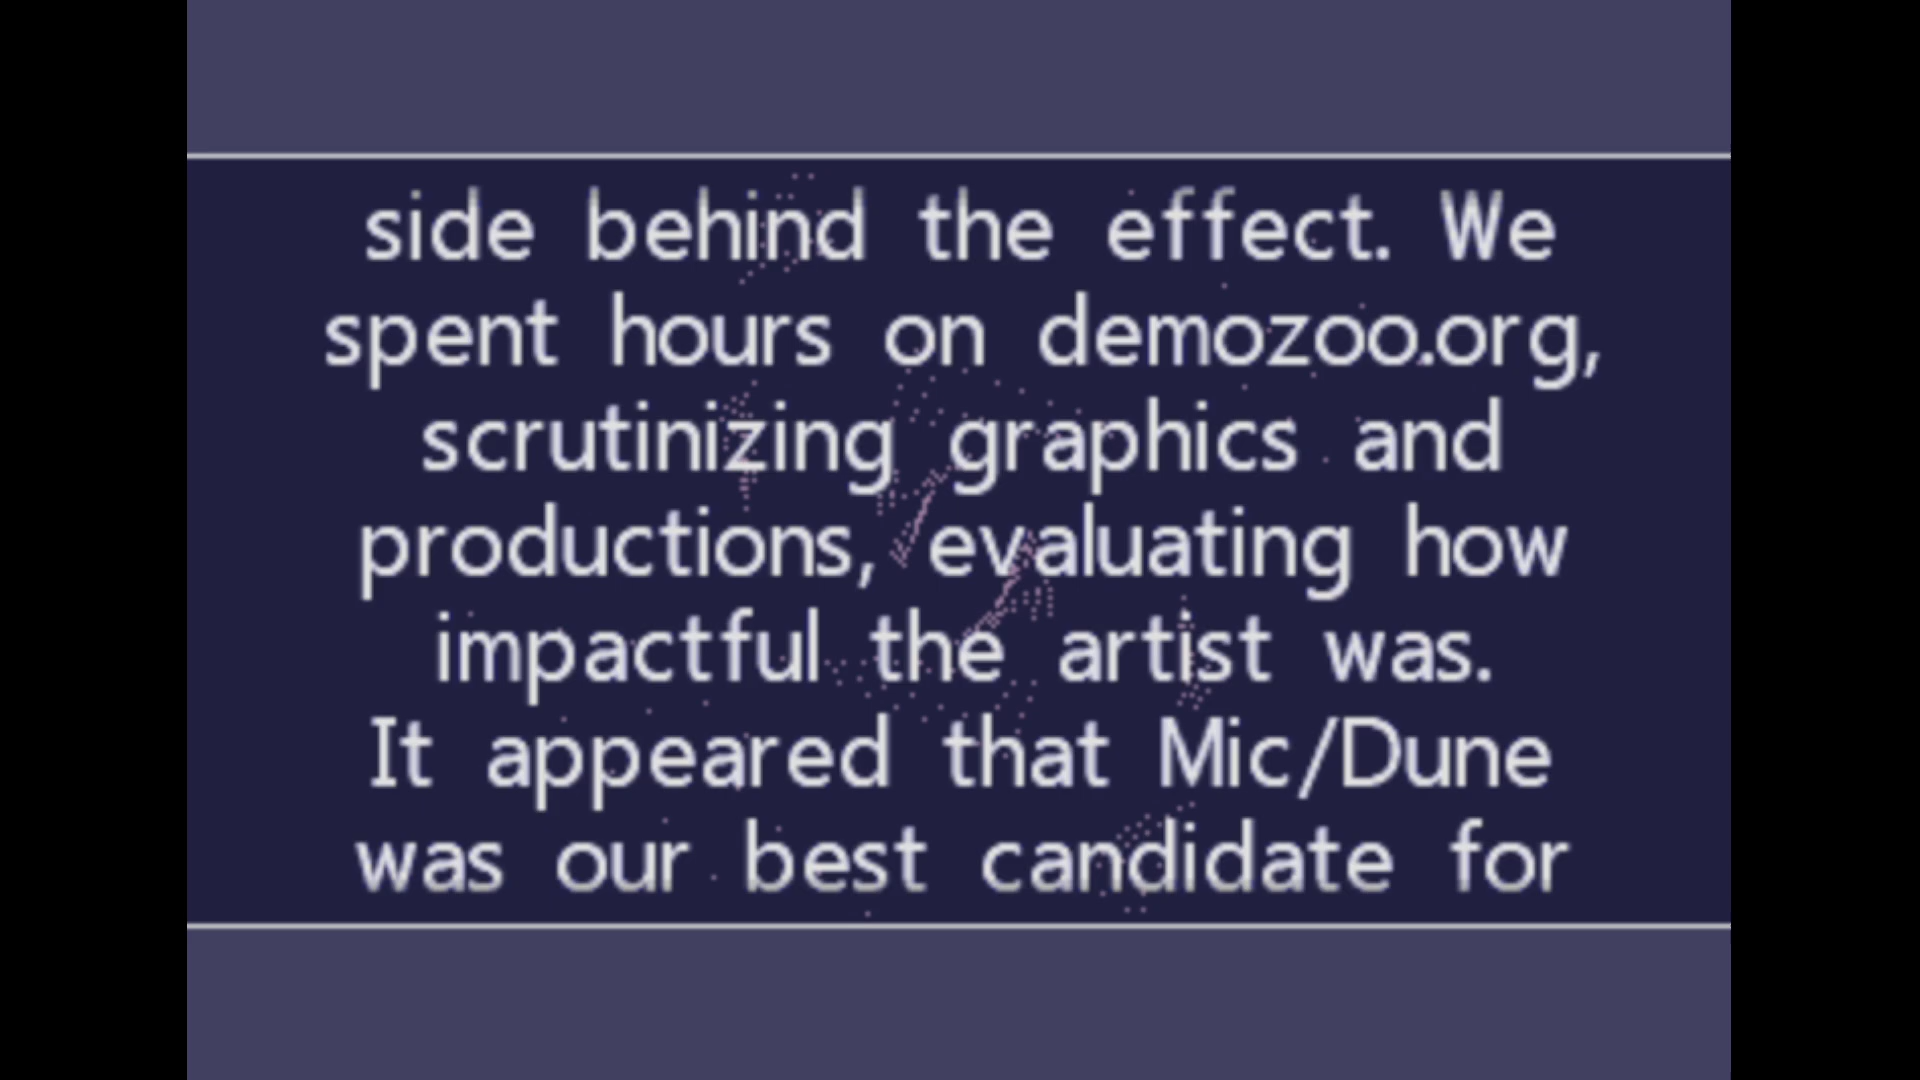 side behind the effect. We
spent hours on demozoo.org,
scrutinizing graphics and
productions, evaluating how
impactful the artist was.
It appeared that Mic/Dune
was our best candidate for